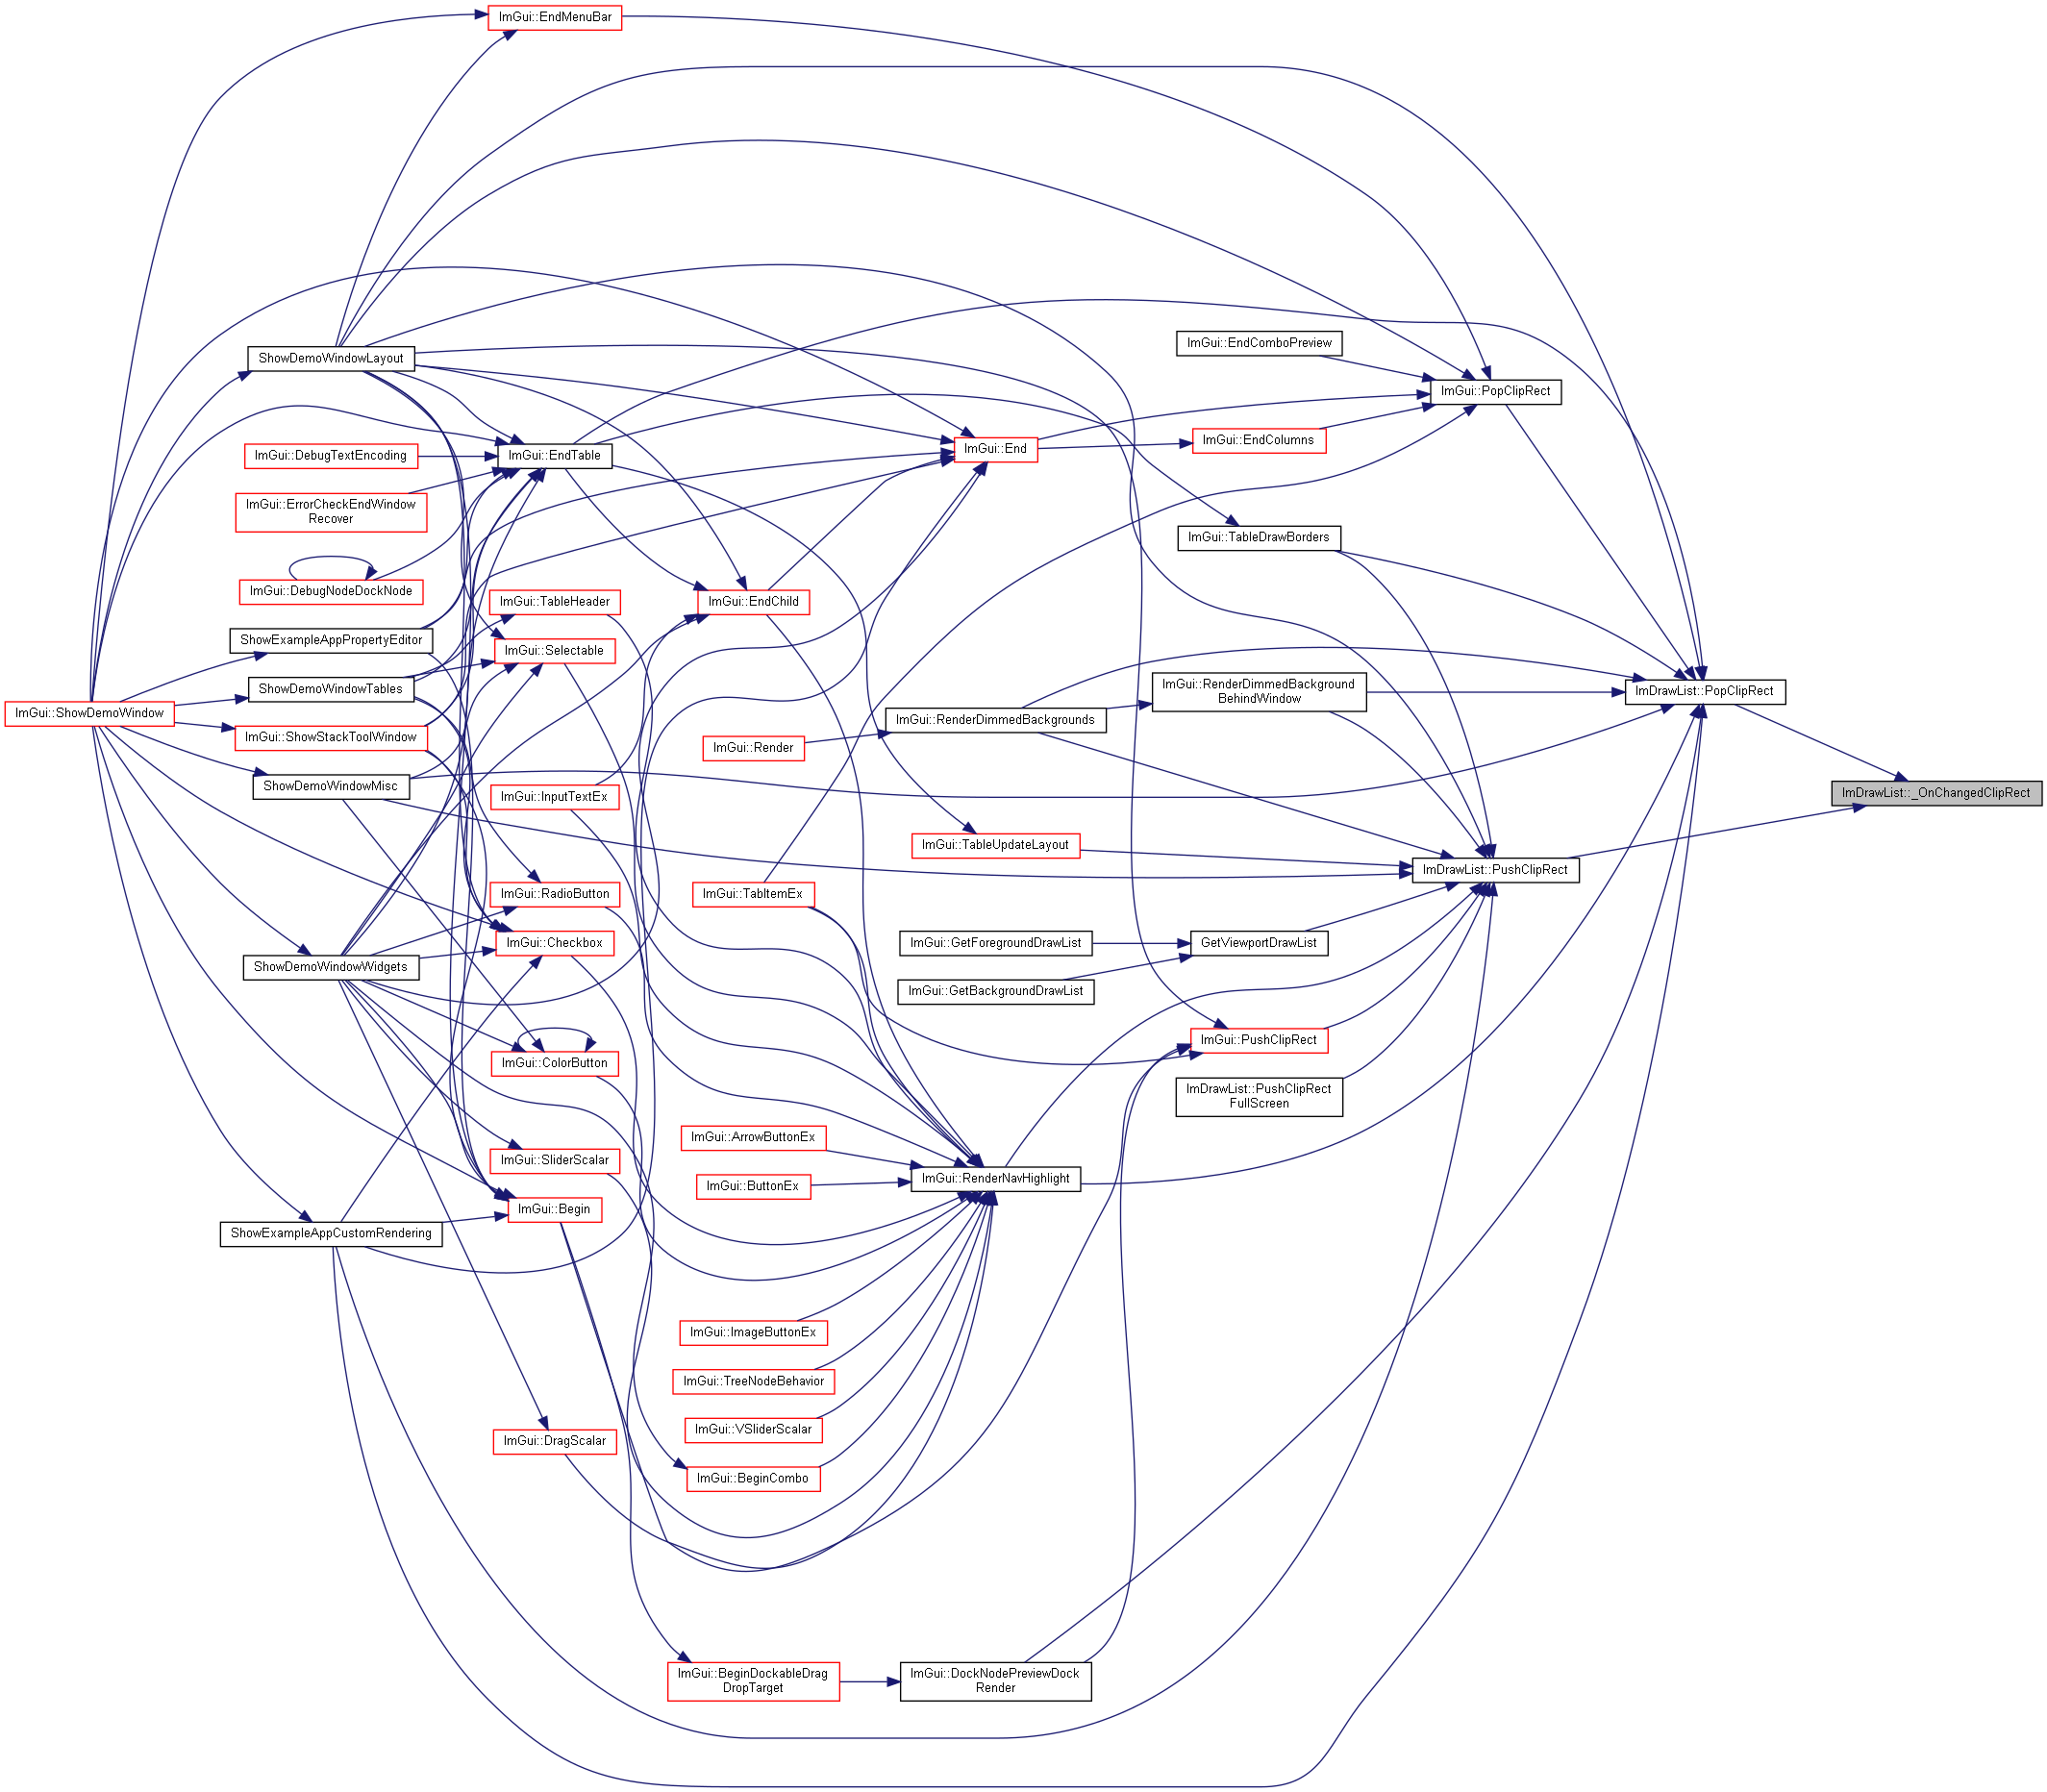 ImGui::EndMenuBar
ShowDemoWindowLayout
ImGui::EndComboPreview
ImGui::PopClipRect
ImGui::EndColumns
ImGui::End
ImGui::EndTable
ImGui::DebugTextEncoding
ImGui::ErrorCheckEndWindow
Recover
ImGui::TableDrawBorders
ImGui::DebugNodeDockNode
ImGui::TableHeader
ImGui::EndChild
ShowExampleAppPropertyEditor
ImGui::Selectable
ShowDemoWindowTables
ImGui::RenderDimmedBackground
BehindWindow
ImDrawList::PopClipRect
ImGui::ShowDemoWindow
ImGui::RenderDimmedBackgrounds
ImGui::ShowStackToolWindow
ImGui::Render
ShowDemoWindowMisc
ImGui::InputTextEx
ImDrawList::_OnChangedClipRect
ImGui::TableUpdateLayout
ImDrawList::PushClipRect
ImGui::RadioButton
ImGui::TabItemEx
ImGui::Checkbox
ImGui::GetForegroundDrawList
GetViewportDrawList
ShowDemoWindowWidgets
ImGui::GetBackgroundDrawList
ImGui::PushClipRect
ImGui::ColorButton
ImDrawList::PushClipRect
FullScreen
ImGui::ArrowButtonEx
ImGui::SliderScalar
ImGui::ButtonEx
ImGui::RenderNavHighlight
ImGui::Begin
ShowExampleAppCustomRendering
ImGui::ImageButtonEx
ImGui::TreeNodeBehavior
ImGui::VSliderScalar
ImGui::DragScalar
ImGui::BeginCombo
ImGui::BeginDockableDrag
DropTarget
ImGui::DockNodePreviewDock
Render